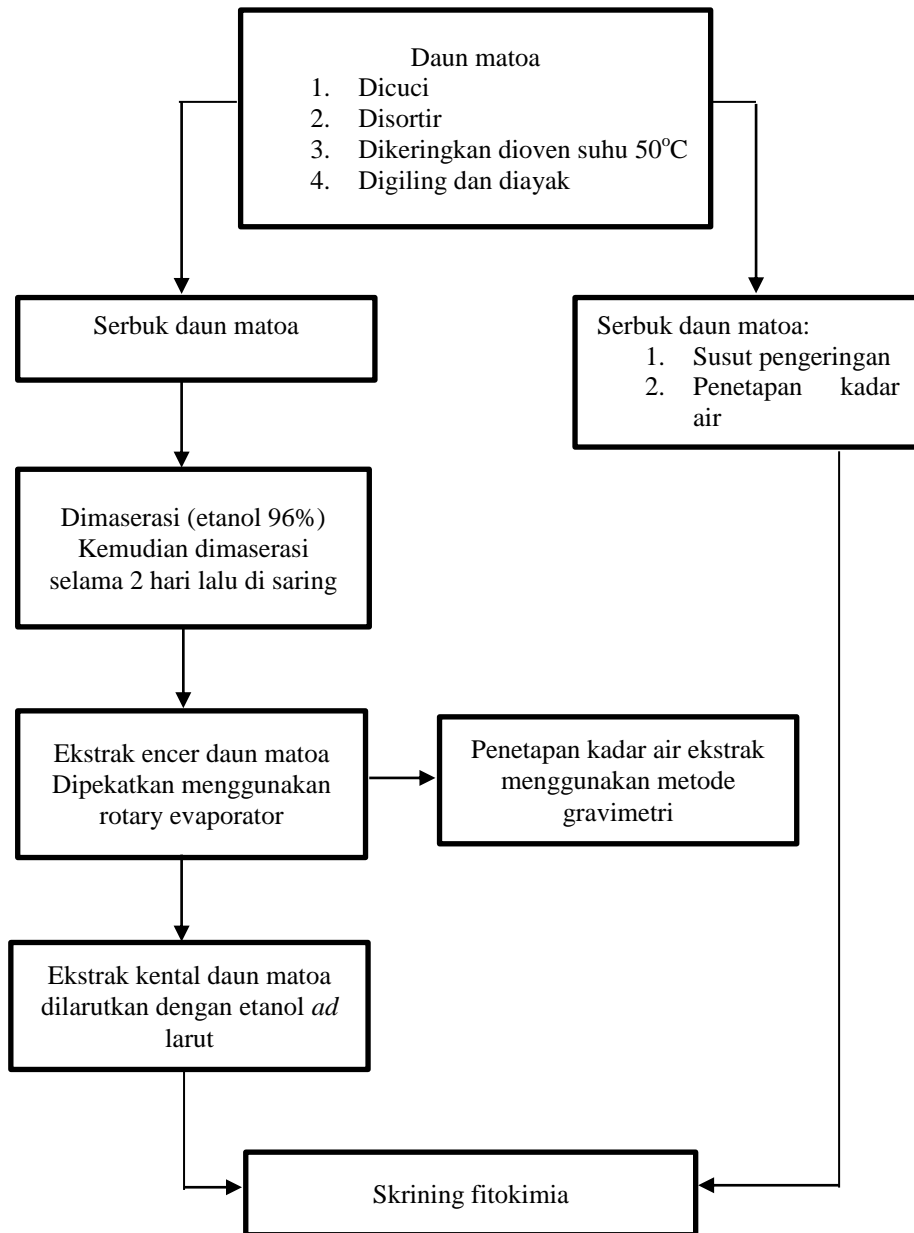 Daun matoa
1. Dicuci
2. Disortir
3. Dikeringkan dioven suhu 50°C
4. Digiling dan diayak
Serbuk daun matoa
Serbuk daun matoa:
1. Susut pengeringan
2. Penetapan kadar
air
Dimaserasi (etanol 96%)
Kemudian dimaserasi
selama 2 hari lalu di saring
Ekstrak encer daun matoa
Dipekatkan menggunakan
rotary evaporator
Penetapan kadar air ekstrak
menggunakan metode
gravimetri
Ekstrak kental daun matoa
dilarutkan dengan etanol ad
larut
Skrining fitokimia